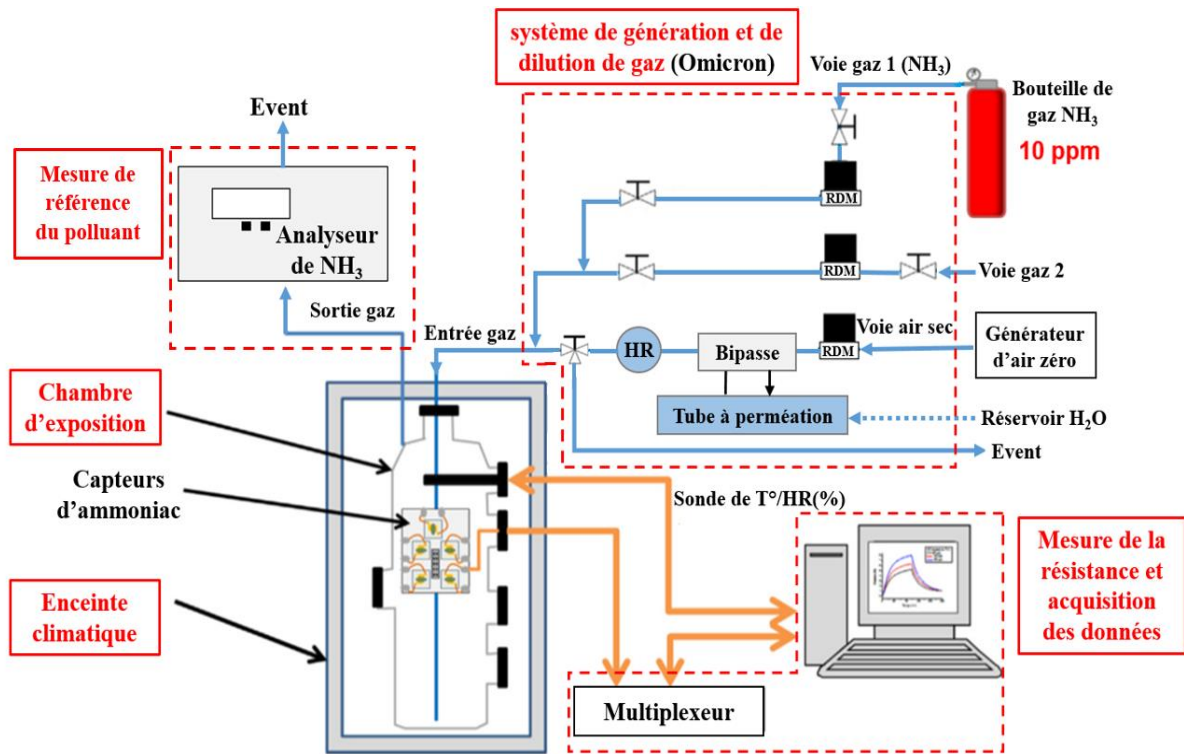 système de génération et de
dilution de gaz (Omicron)
Voie gaz 1 (NH3)
Bouteille de
gaz NH3
10 ppm
Event
Mesure de
référence
du polluant
Analyseur
de NH3
RDM
RDM
Voie gaz 2
Sortie gaz
Entrée gaz
Voie air sec
Générateur
d'air zéro
HR
Bipasse
RDM
Tube à perméation
Réservoir H2O
Event
Chambre
d'exposition
Capteurs
d'ammoniac
Sonde de T°/HR(%)
Mesure de la
résistance et
acquisition
des données
Enceinte
climatique
Multiplexeur